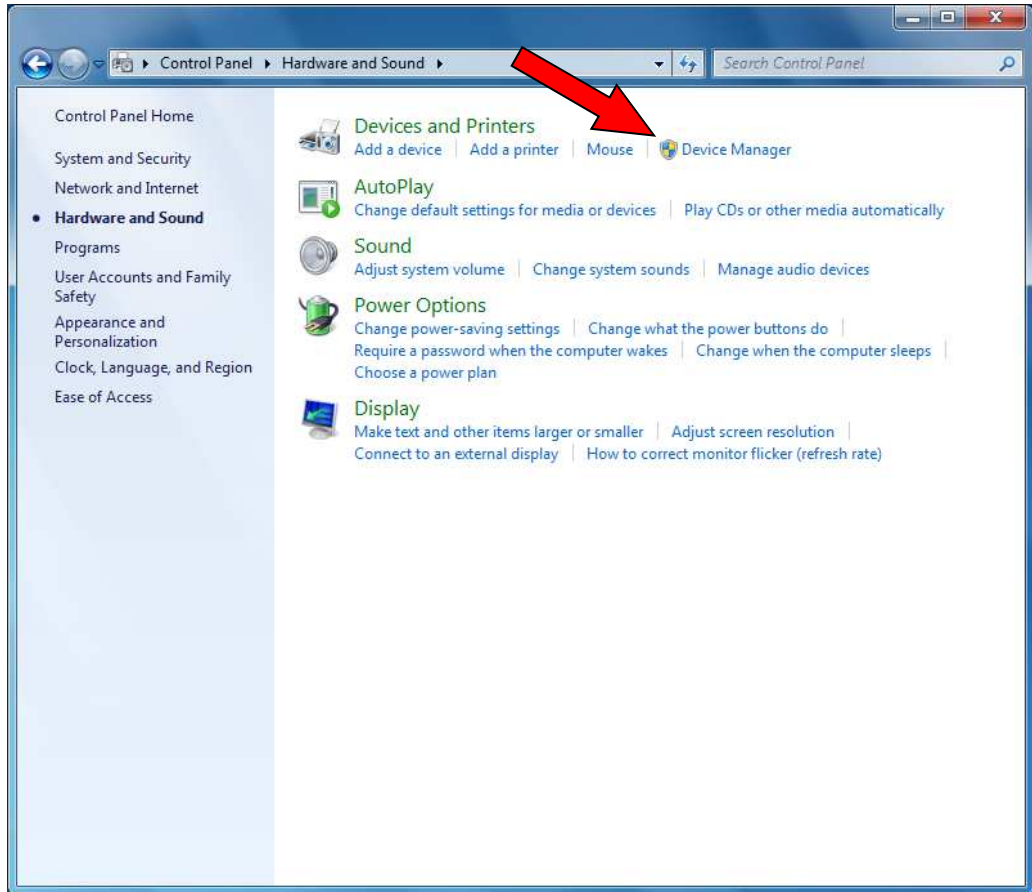 Control Panel Hardware and Sound
Search Control Panel
Control Panel Home
System and Security
Network and Internet
Hardware and Sound
Programs
User Accounts and Family
Safety
Appearance and
Personalization
Clock, Language, and Region
Ease of Access
Devices and Printers
Add a device Add a printer Mouse Device Manager
AutoPlay
Change default settings for media or devices Play CDs or other media automatically
Sound
Adjust system volume Change system sounds Manage audio devices
Power Options
Change power-saving settings Change what the power buttons do
Require a password when the computer wakes Change when the computer sleeps
Choose a power plan
Display
Make text and other items larger or smaller Adjust screen resolution
Connect to an external display How to correct monitor flicker (refresh rate)